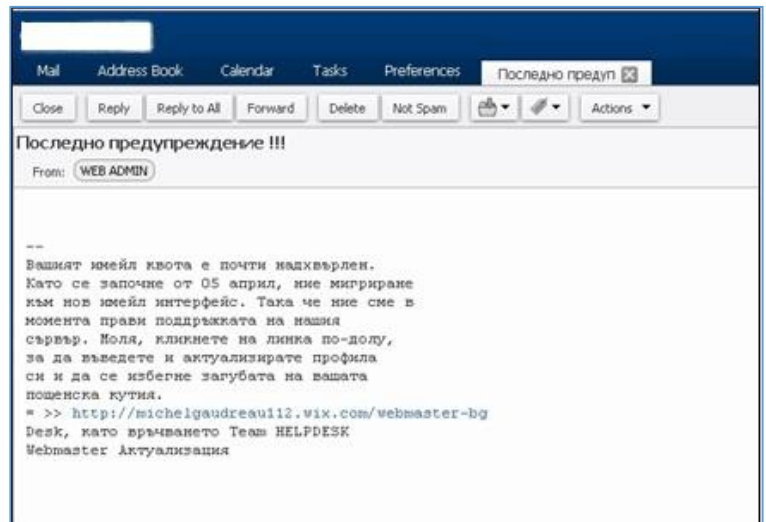 Mail Address Book Calendar Tasks Preferences Последно предуп
Close Reply Reply to All Forward Delete Not Spam Actions
Последно предупреждение !!!
From: WEB ADMIN
--
Вашият имейл квота е почти надхвърлен.
Като се започне от 05 април, ние мигриране
към нов имейл интерфейс. Така че ние сме в
момента прави поддръжката на нашия
сървър. Моля, кликнете на линка по-долу,
за да въведете и актуализирате профила
си и да се избегне загубата на вашата
пощенска кутия.
= >> http://michelgaudreau112.wix.com/webmaster-bg
Desk, като връчването Team HELPDESK
Webmaster Актуализация